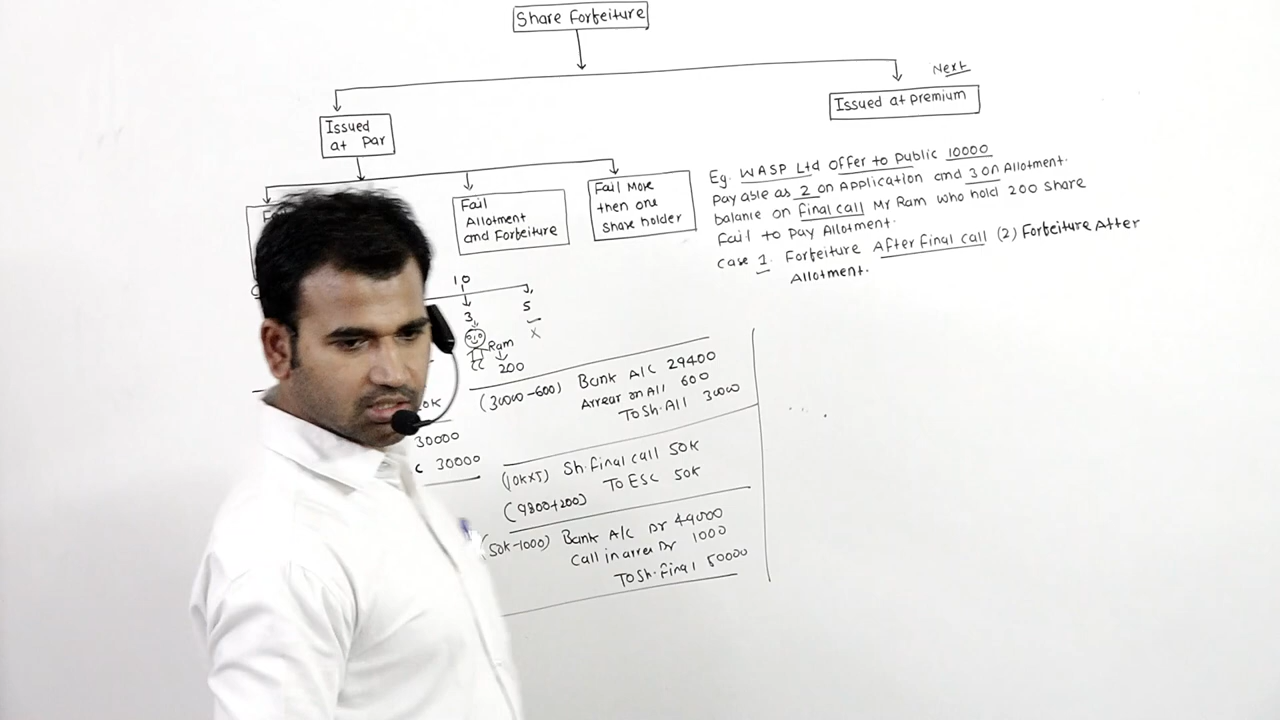 Share Forfeiture
Next
Issued at premium
Issued
at Par
Fail
Allotment
and Forfeiture
Fail More
then one
share holder
Eg. WASP Ltd offer to Public 10000
Payable as 2 on Application and 3 on Allotment.
balance on final call Mr Ram who hold 200 share
Fail to Pay Allotment.
case 1. Forfeiture After final call (2) Forfeiture After
Allotment.
10
3
5
X
Ram
200
30000
C 30000
(30000-600) Bank A/C 29400
Arrear on All 600
To Sh. All 30000
(10K×5) Sh. final call 50K
(9800+200) To ESC 50K
(50K-1000) Bank A/C Dr 49000
Call in arrea Dr 1000
To Sh. final 50000